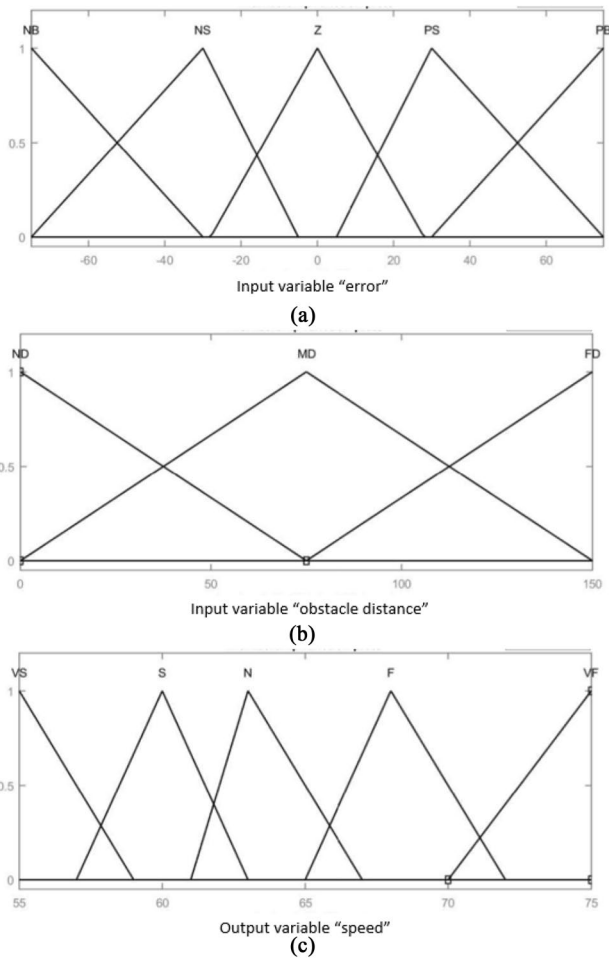 NB NS Z PS PB
1
0.5
0
-60 -40 -20 0 20 40 60
Input variable “error”
(a)
ND MD FD
1
0.5
0
0 50 100 150
Input variable “obstacle distance”
(b)
VS S N F VF
1
0.5
0
55 60 65 70 75
Output variable “speed”
(c)